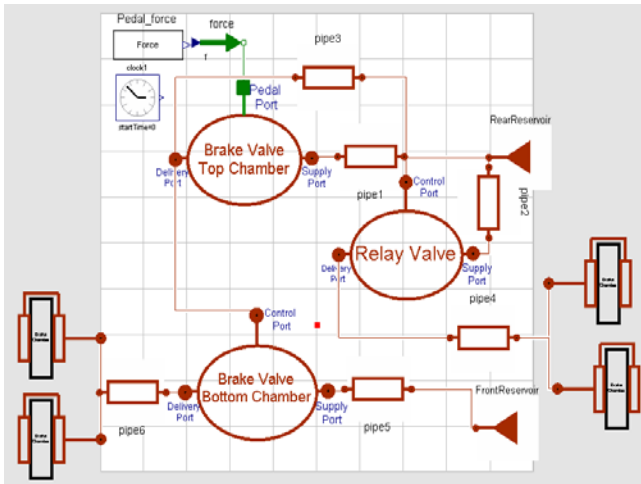 Pedal_force
force
Force
f
pipe3
clock1
startTime=0
Pedal
Port
RearReservoir
Brake Valve
Top Chamber
Delivery
Port
Supply
Port
pipe1
Control
Port
pipe2
Relay Valve
Delivery
Port
Supply
Port
pipe4
Control
Port
Brake Valve
Bottom Chamber
Delivery
Port
Supply
Port
FrontReservoir
pipe6
pipe5